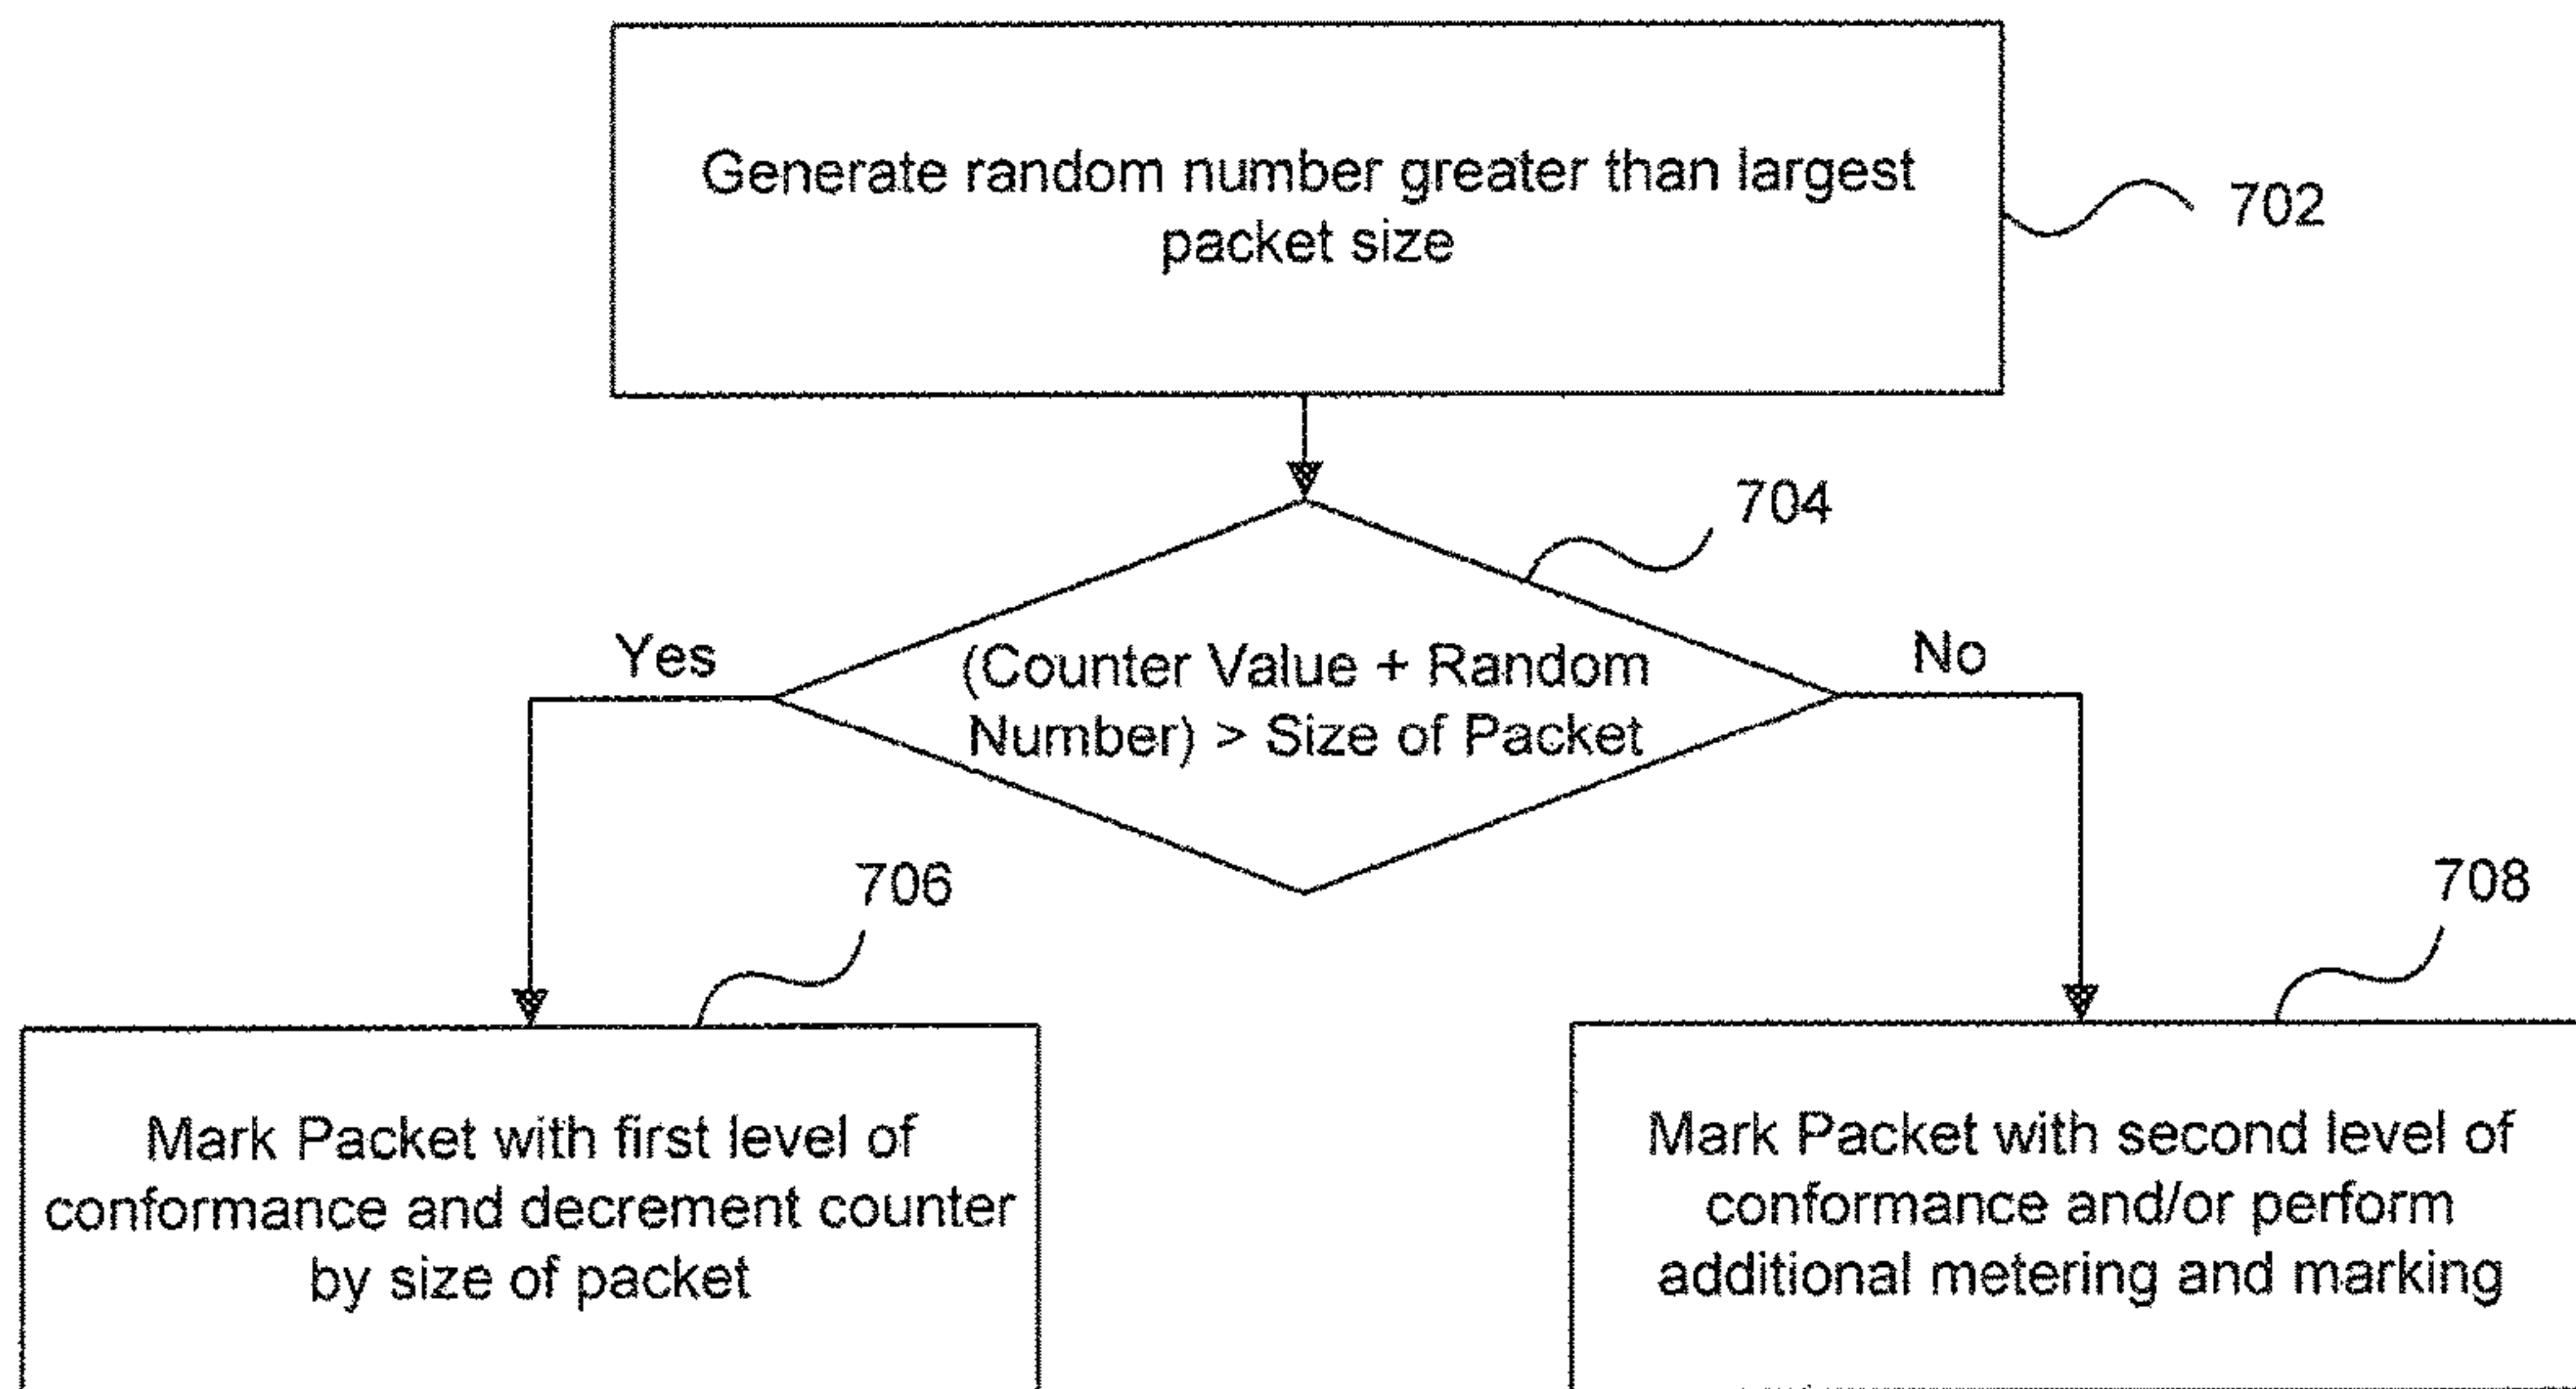 Generate random number greater than largest
packet size
702
704
Yes
(Counter Value + Random
Number) > Size of Packet
No
706
708
Mark Packet with first level of
conformance and decrement counter
by size of packet
Mark Packet with second level of
conformance and/or perform
additional metering and marking